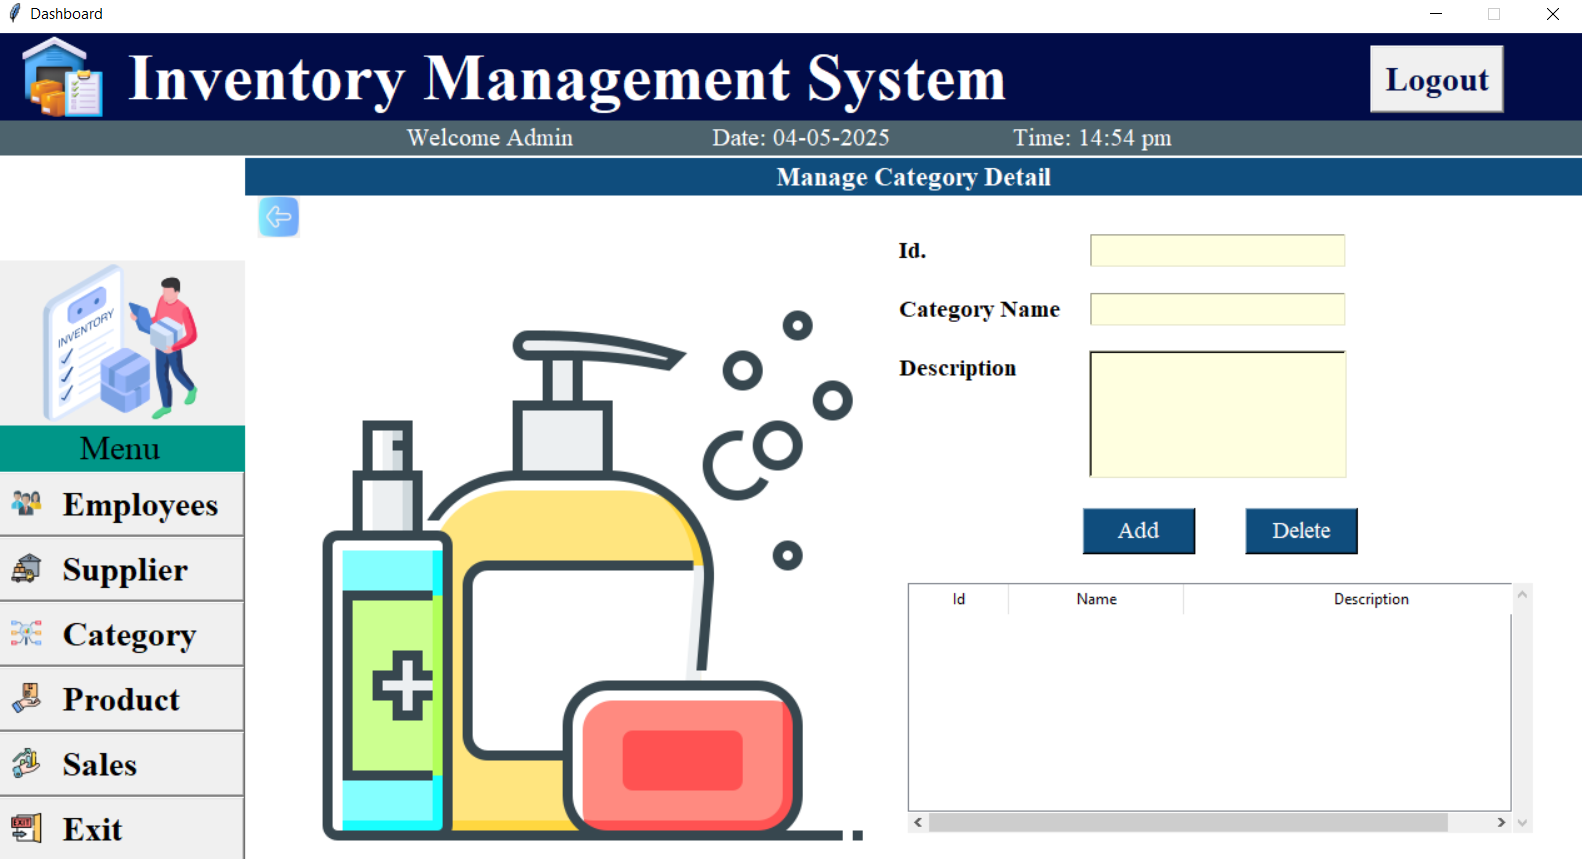 Dashboard
Inventory Management System
Logout
Welcome Admin
Date: 04-05-2025
Time: 14:54 pm
Manage Category Detail
INVENTORY
Menu
Employees
Supplier
Category
Product
Sales
EXIT
Exit
Id.
Category Name
Description
Add
Delete
Id
Name
Description